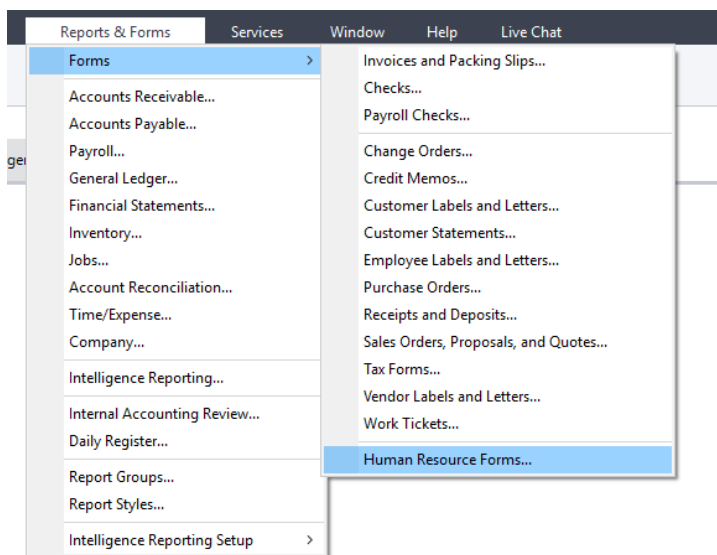 Reports & Forms Services Window Help Live Chat
Forms
Accounts Receivable...
Accounts Payable...
Payroll...
General Ledger...
Financial Statements...
Inventory...
Jobs...
Account Reconciliation...
Time/Expense...
Company...
Intelligence Reporting...
Internal Accounting Review...
Daily Register...
Report Groups...
Report Styles...
Intelligence Reporting Setup
Invoices and Packing Slips...
Checks...
Payroll Checks...
Change Orders...
Credit Memos...
Customer Labels and Letters...
Customer Statements...
Employee Labels and Letters...
Purchase Orders...
Receipts and Deposits...
Sales Orders, Proposals, and Quotes...
Tax Forms...
Vendor Labels and Letters...
Work Tickets...
Human Resource Forms...